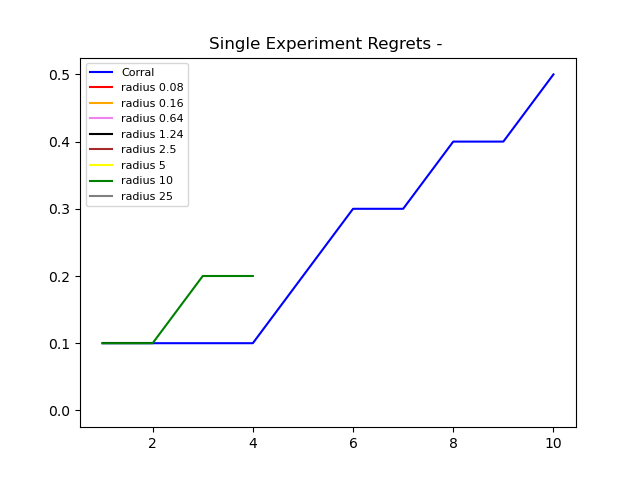 Single Experiment Regrets -
0.5
0.4
0.3
0.2
0.1
0.0
Corral
radius 0.08
radius 0.16
radius 0.64
radius 1.24
radius 2.5
radius 5
radius 10
radius 25
2 4 6 8 10